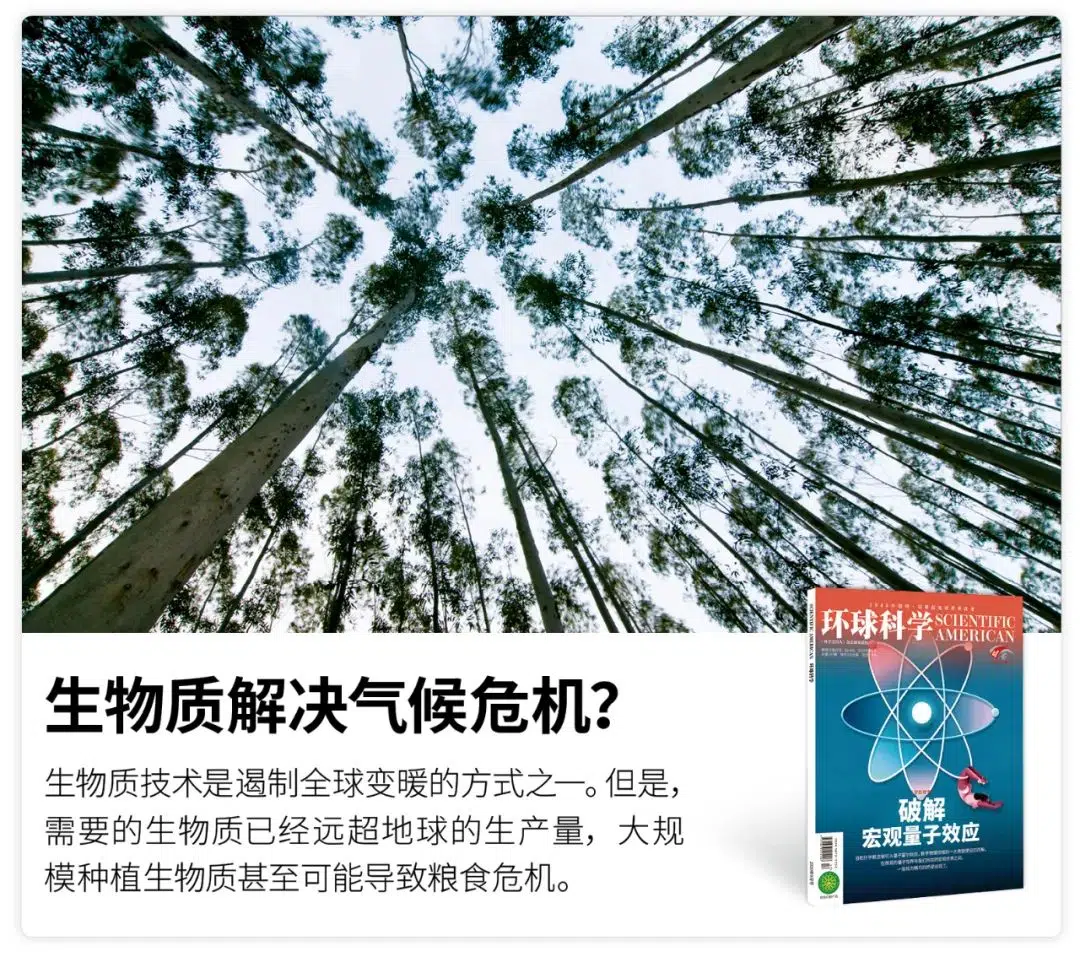 生物质解决气候危机?
生物质技术是遏制全球变暖的方式之一。但是,
需要的生物质已经远超地球的生产量，大规
模种植生物质甚至可能导致粮食危机。
环球科学
SCIENTIFIC
AMERICAN
破解
宏观量子效应